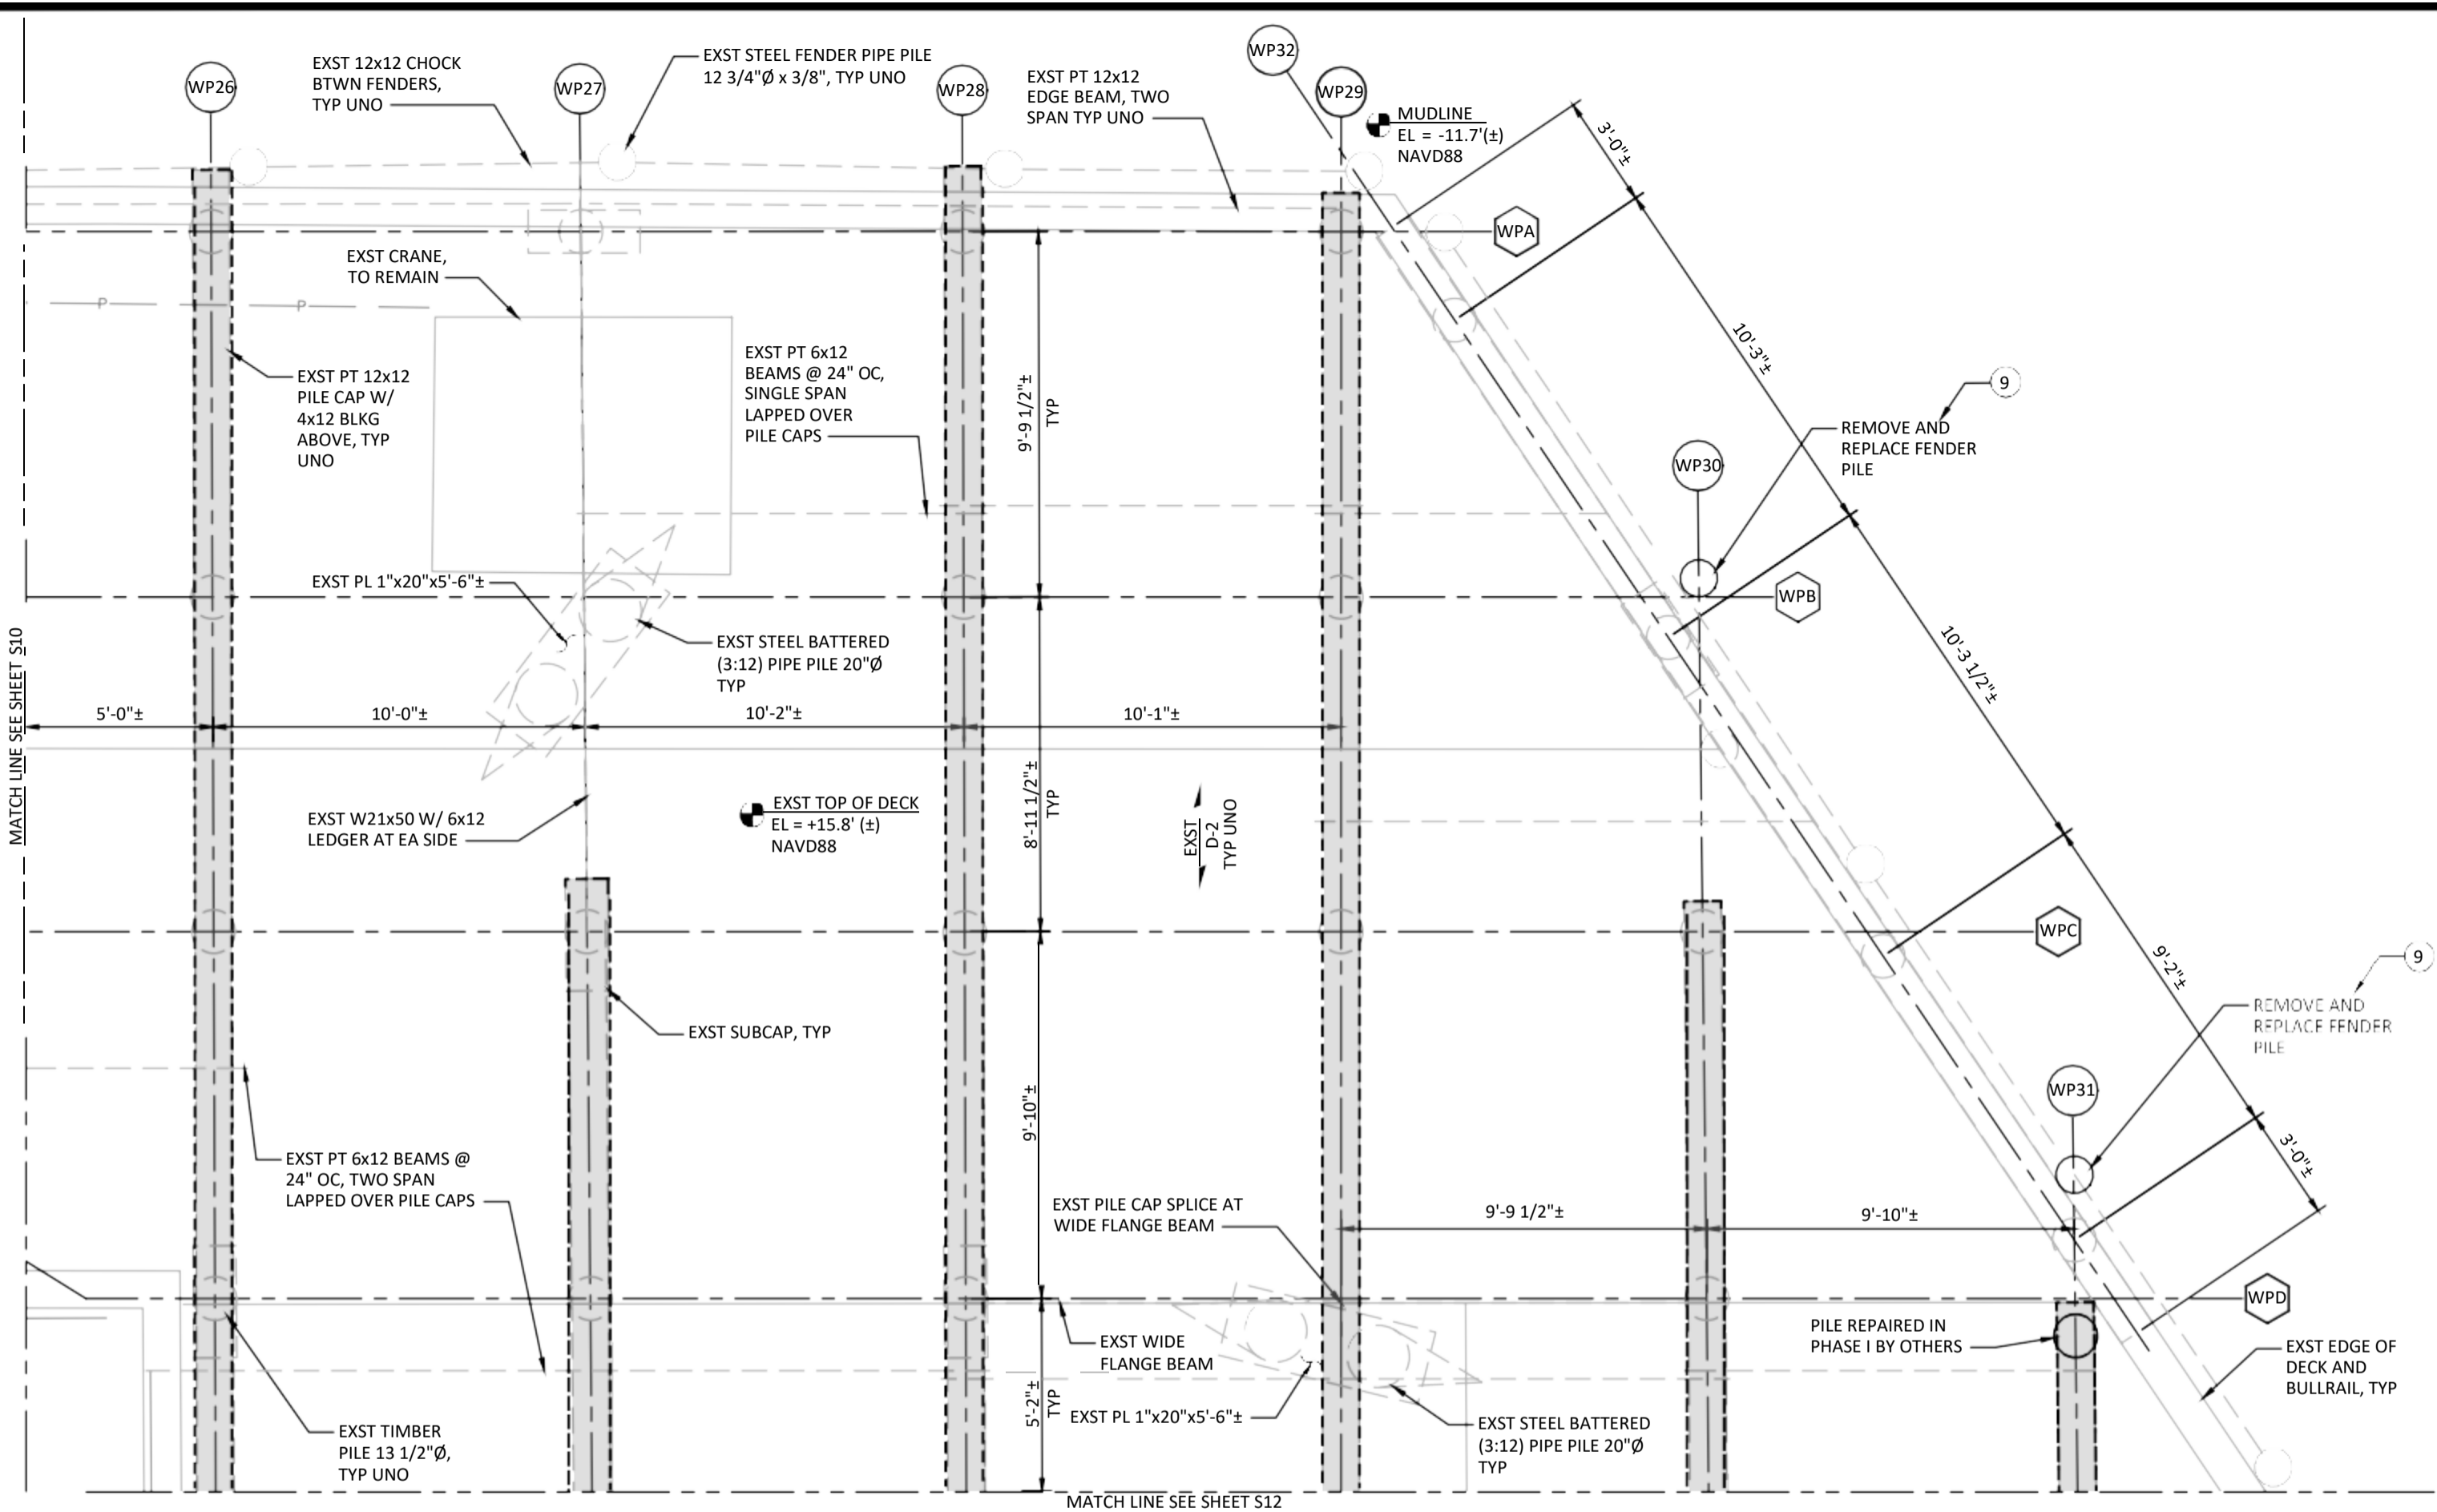 WP32
WP26
WP27
WP28
WP29
EXST 12x12 CHOCK
BTWN FENDERS,
TYP UNO
EXST STEEL FENDER PIPE PILE
12 3/4"Ø x 3/8", TYP UNO
EXST PT 12x12
EDGE BEAM, TWO
SPAN TYP UNO
MUDLINE
EL = -11.7'(±)
NAVD88
3'-0"±
WPA
EXST CRANE,
TO REMAIN
P
P
EXST PT 12x12
PILE CAP W/
4x12 BLKG
ABOVE, TYP
UNO
EXST PT 6x12
BEAMS @ 24" OC,
SINGLE SPAN
LAPPED OVER
PILE CAPS
9'-9 1/2"±
TYP
10'-3"±
9
REMOVE AND
REPLACE FENDER
PILE
WP30
WPB
EXST PL 1"x20"x5'-6"±
EXST STEEL BATTERED
(3:12) PIPE PILE 20"Ø
TYP
10'-3 1/2"±
MATCH LINE SEE SHEET S10
5'-0"±
10'-0"±
10'-2"±
10'-1"±
EXST W21x50 W/ 6x12
LEDGER AT EA SIDE
EXST TOP OF DECK
EL = +15.8' (±)
NAVD88
8'-11 1/2"±
TYP
EXST
D-2
TYP UNO
WPC
9'-2"±
9
REMOVE AND
REPLACE FENDER
PILE
EXST SUBCAP, TYP
WP31
9'-10"±
3'-0"±
EXST PT 6x12 BEAMS @
24" OC, TWO SPAN
LAPPED OVER PILE CAPS
EXST PILE CAP SPLICE AT
WIDE FLANGE BEAM
9'-9 1/2"±
9'-10"±
WPD
EXST WIDE
FLANGE BEAM
PILE REPAIRED IN
PHASE I BY OTHERS
EXST EDGE OF
DECK AND
BULLRAIL, TYP
5'-2"±
TYP
EXST PL 1"x20"x5'-6"±
EXST STEEL BATTERED
(3:12) PIPE PILE 20"Ø
TYP
EXST TIMBER
PILE 13 1/2"Ø,
TYP UNO
MATCH LINE SEE SHEET S12